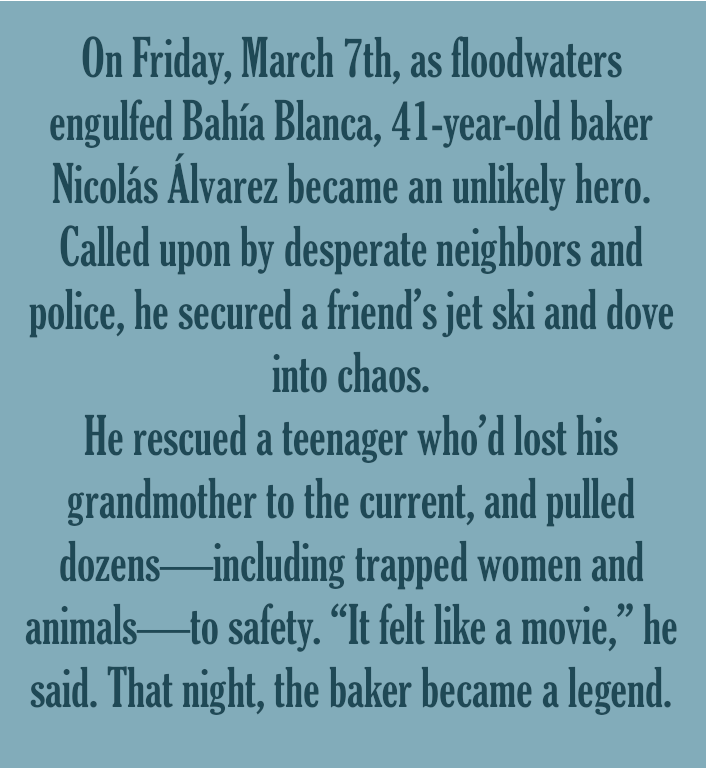 On Friday, March 7th, as floodwaters
engulfed Bahía Blanca, 41-year-old baker
Nicolás Álvarez became an unlikely hero.
Called upon by desperate neighbors and
police, he secured a friend’s jet ski and dove
into chaos.
He rescued a teenager who’d lost his
grandmother to the current, and pulled
dozens—including trapped women and
animals—to safety. “It felt like a movie,” he
said. That night, the baker became a legend.